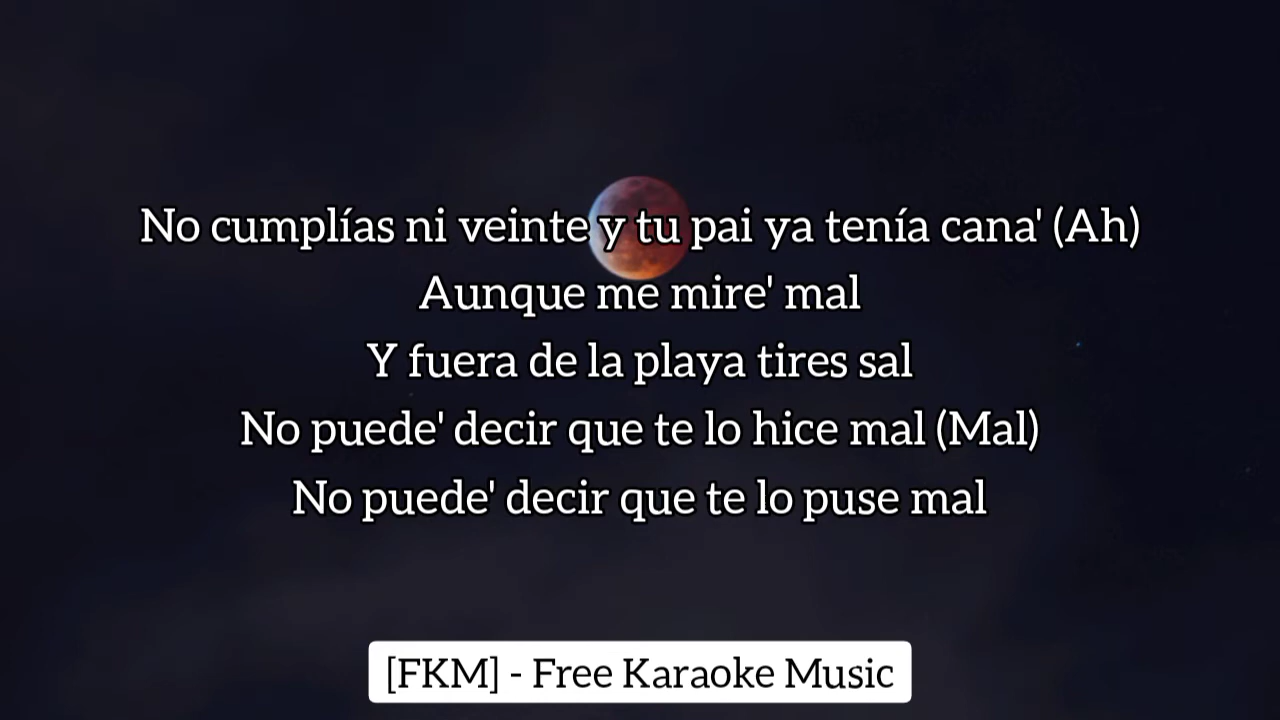 No cumplías ni veinte y tu pai ya tenía cana' (Ah)
Aunque me mire' mal
Y fuera de la playa tires sal
No puede' decir que te lo hice mal (Mal)
No puede' decir que te lo puse mal
[FKM] - Free Karaoke Music